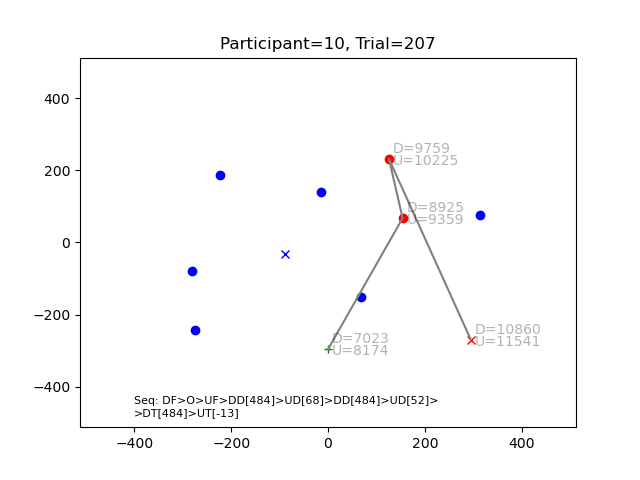 Participant=10, Trial=207
400
200
0
−200
−400
D=9759
U=10225
D=8925
U=9359
D=7023
U=8174
D=10860
U=11541
Seq: DF>O>UF>DD[484]>UD[68]>DD[484]>UD[52]>
>DT[484]>UT[-13]
−400
−200
0
200
400